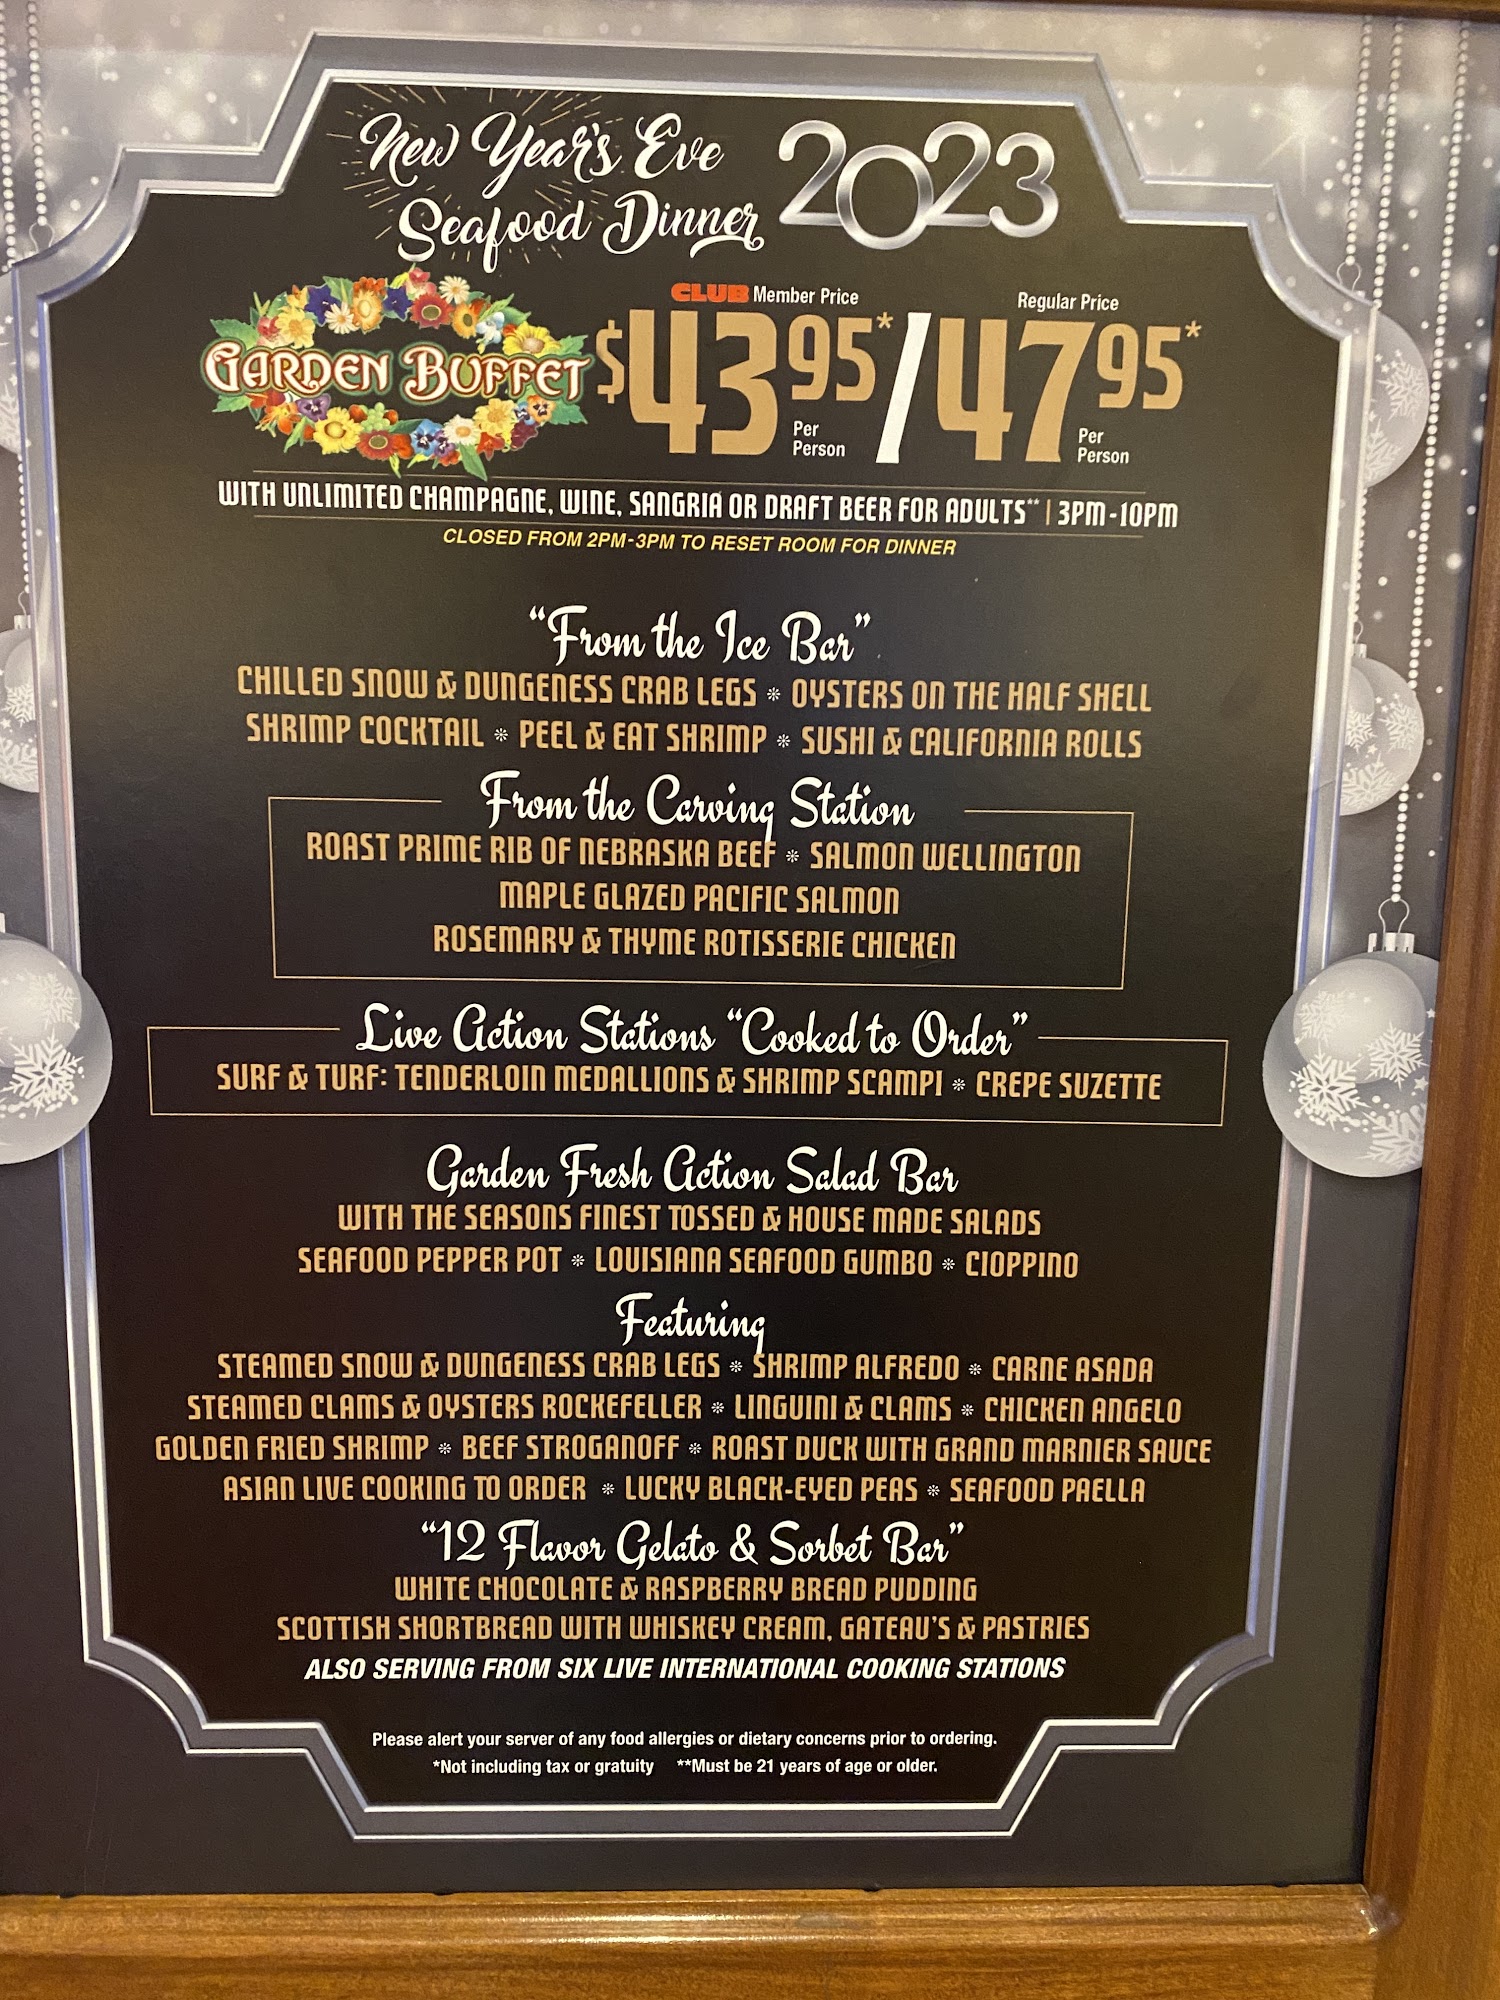 New Year's Eve
Seafood Dinner 2023
GARDEN BUFFET
CLUB Member Price
$43 95* Per Person
/
Regular Price
47 95* Per Person
WITH UNLIMITED CHAMPAGNE, WINE, SANGRIA OR DRAFT BEER FOR ADULTS** | 3PM-10PM
CLOSED FROM 2PM-3PM TO RESET ROOM FOR DINNER
"From the Ice Bar"
CHILLED SNOW & DUNGENESS CRAB LEGS * OYSTERS ON THE HALF SHELL
SHRIMP COCKTAIL * PEEL & EAT SHRIMP * SUSHI & CALIFORNIA ROLLS
From the Carving Station
ROAST PRIME RIB OF NEBRASKA BEEF * SALMON WELLINGTON
MAPLE GLAZED PACIFIC SALMON
ROSEMARY & THYME ROTISSERIE CHICKEN
Live Action Stations "Cooked to Order"
SURF & TURF: TENDERLOIN MEDALLIONS & SHRIMP SCAMPI * CREPE SUZETTE
Garden Fresh Action Salad Bar
WITH THE SEASONS FINEST TOSSED & HOUSE MADE SALADS
SEAFOOD PEPPER POT * LOUISIANA SEAFOOD GUMBO * CIOPPINO
Featuring
STEAMED SNOW & DUNGENESS CRAB LEGS * SHRIMP ALFREDO * CARNE ASADA
STEAMED CLAMS & OYSTERS ROCKEFELLER * LINGUINI & CLAMS * CHICKEN ANGELO
GOLDEN FRIED SHRIMP * BEEF STROGANOFF * ROAST DUCK WITH GRAND MARNIER SAUCE
ASIAN LIVE COOKING TO ORDER * LUCKY BLACK-EYED PEAS * SEAFOOD PAELLA
"12 Flavor Gelato & Sorbet Bar"
WHITE CHOCOLATE & RASPBERRY BREAD PUDDING
SCOTTISH SHORTBREAD WITH WHISKEY CREAM, GATEAU'S & PASTRIES
ALSO SERVING FROM SIX LIVE INTERNATIONAL COOKING STATIONS
Please alert your server of any food allergies or dietary concerns prior to ordering.
*Not including tax or gratuity **Must be 21 years of age or older.